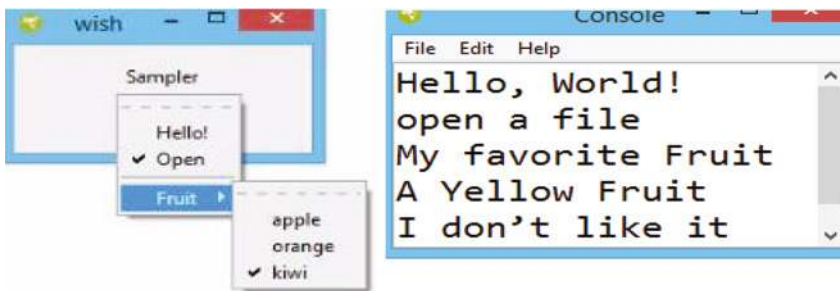 wish
Sampler
Hello!
Open
Fruit
apple
orange
kiwi
Console
File Edit Help
Hello, World!
open a file
My favorite Fruit
A Yellow Fruit
I don’t like it